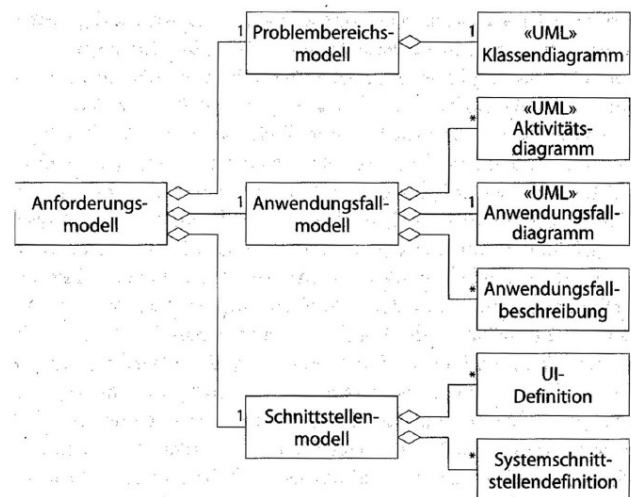 1
Problembereichs-
modell
1
«UML»
Klassendiagramm
*
«UML»
Aktivitäts-
diagramm
Anforderungs-
modell
1
Anwendungsfall-
modell
1
«UML»
Anwendungsfall-
diagramm
*
Anwendungsfall-
beschreibung
*
UI-
Definition
1
Schnittstellen-
modell
*
Systemschnitt-
stellendefinition